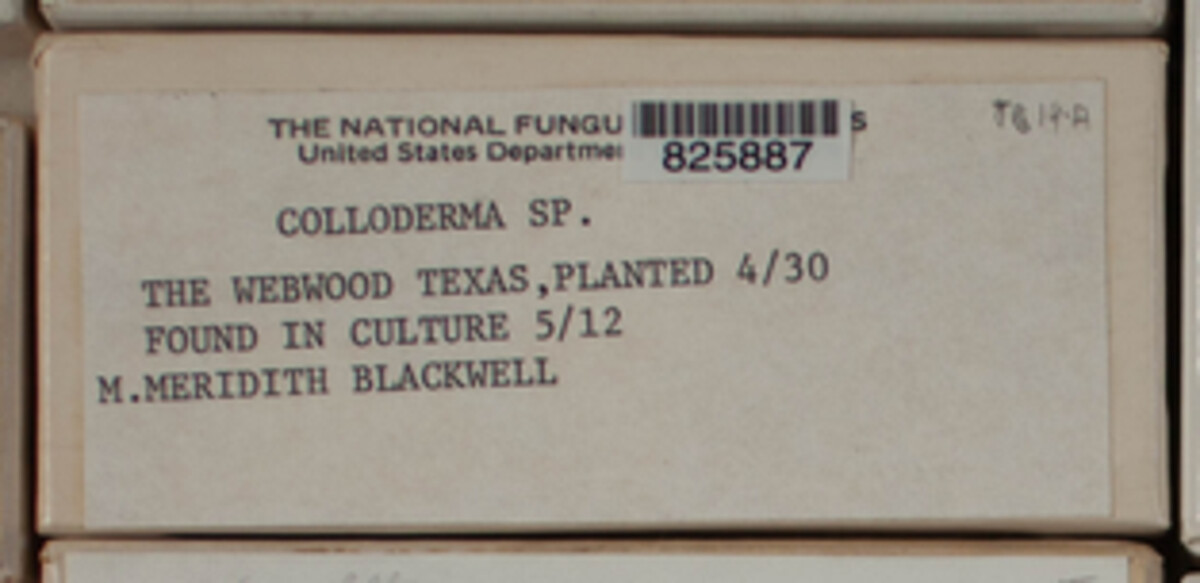 THE NATIONAL FUNGU S
United States Departme
825887
COLLODERMA SP.
THE WEBWOOD TEXAS,PLANTED 4/30
FOUND IN CULTURE 5/12
M.MERIDITH BLACKWELL